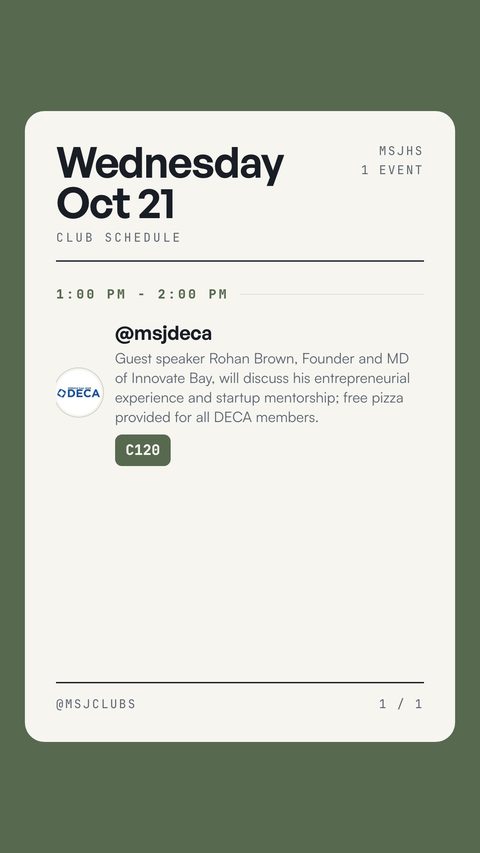 Wednesday
Oct 21
MSJHS
1 EVENT
CLUB SCHEDULE
1:00 PM - 2:00 PM
@msjdeca
Guest speaker Rohan Brown, Founder and MD
of Innovate Bay, will discuss his entrepreneurial
experience and startup mentorship; free pizza
provided for all DECA members.
DECA
C120
@MSJCLUBS
1 / 1